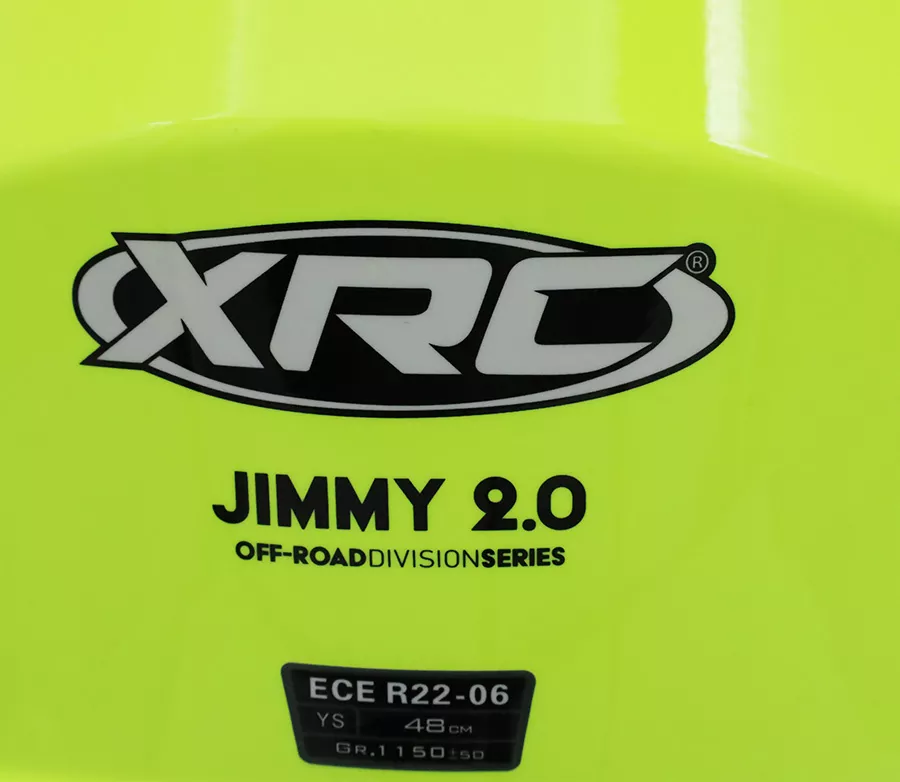 XRC®
JIMMY 2.0
OFF-ROADDIVISIONSERIES
ECE R22-06
YS 48CM
GR.1150±50